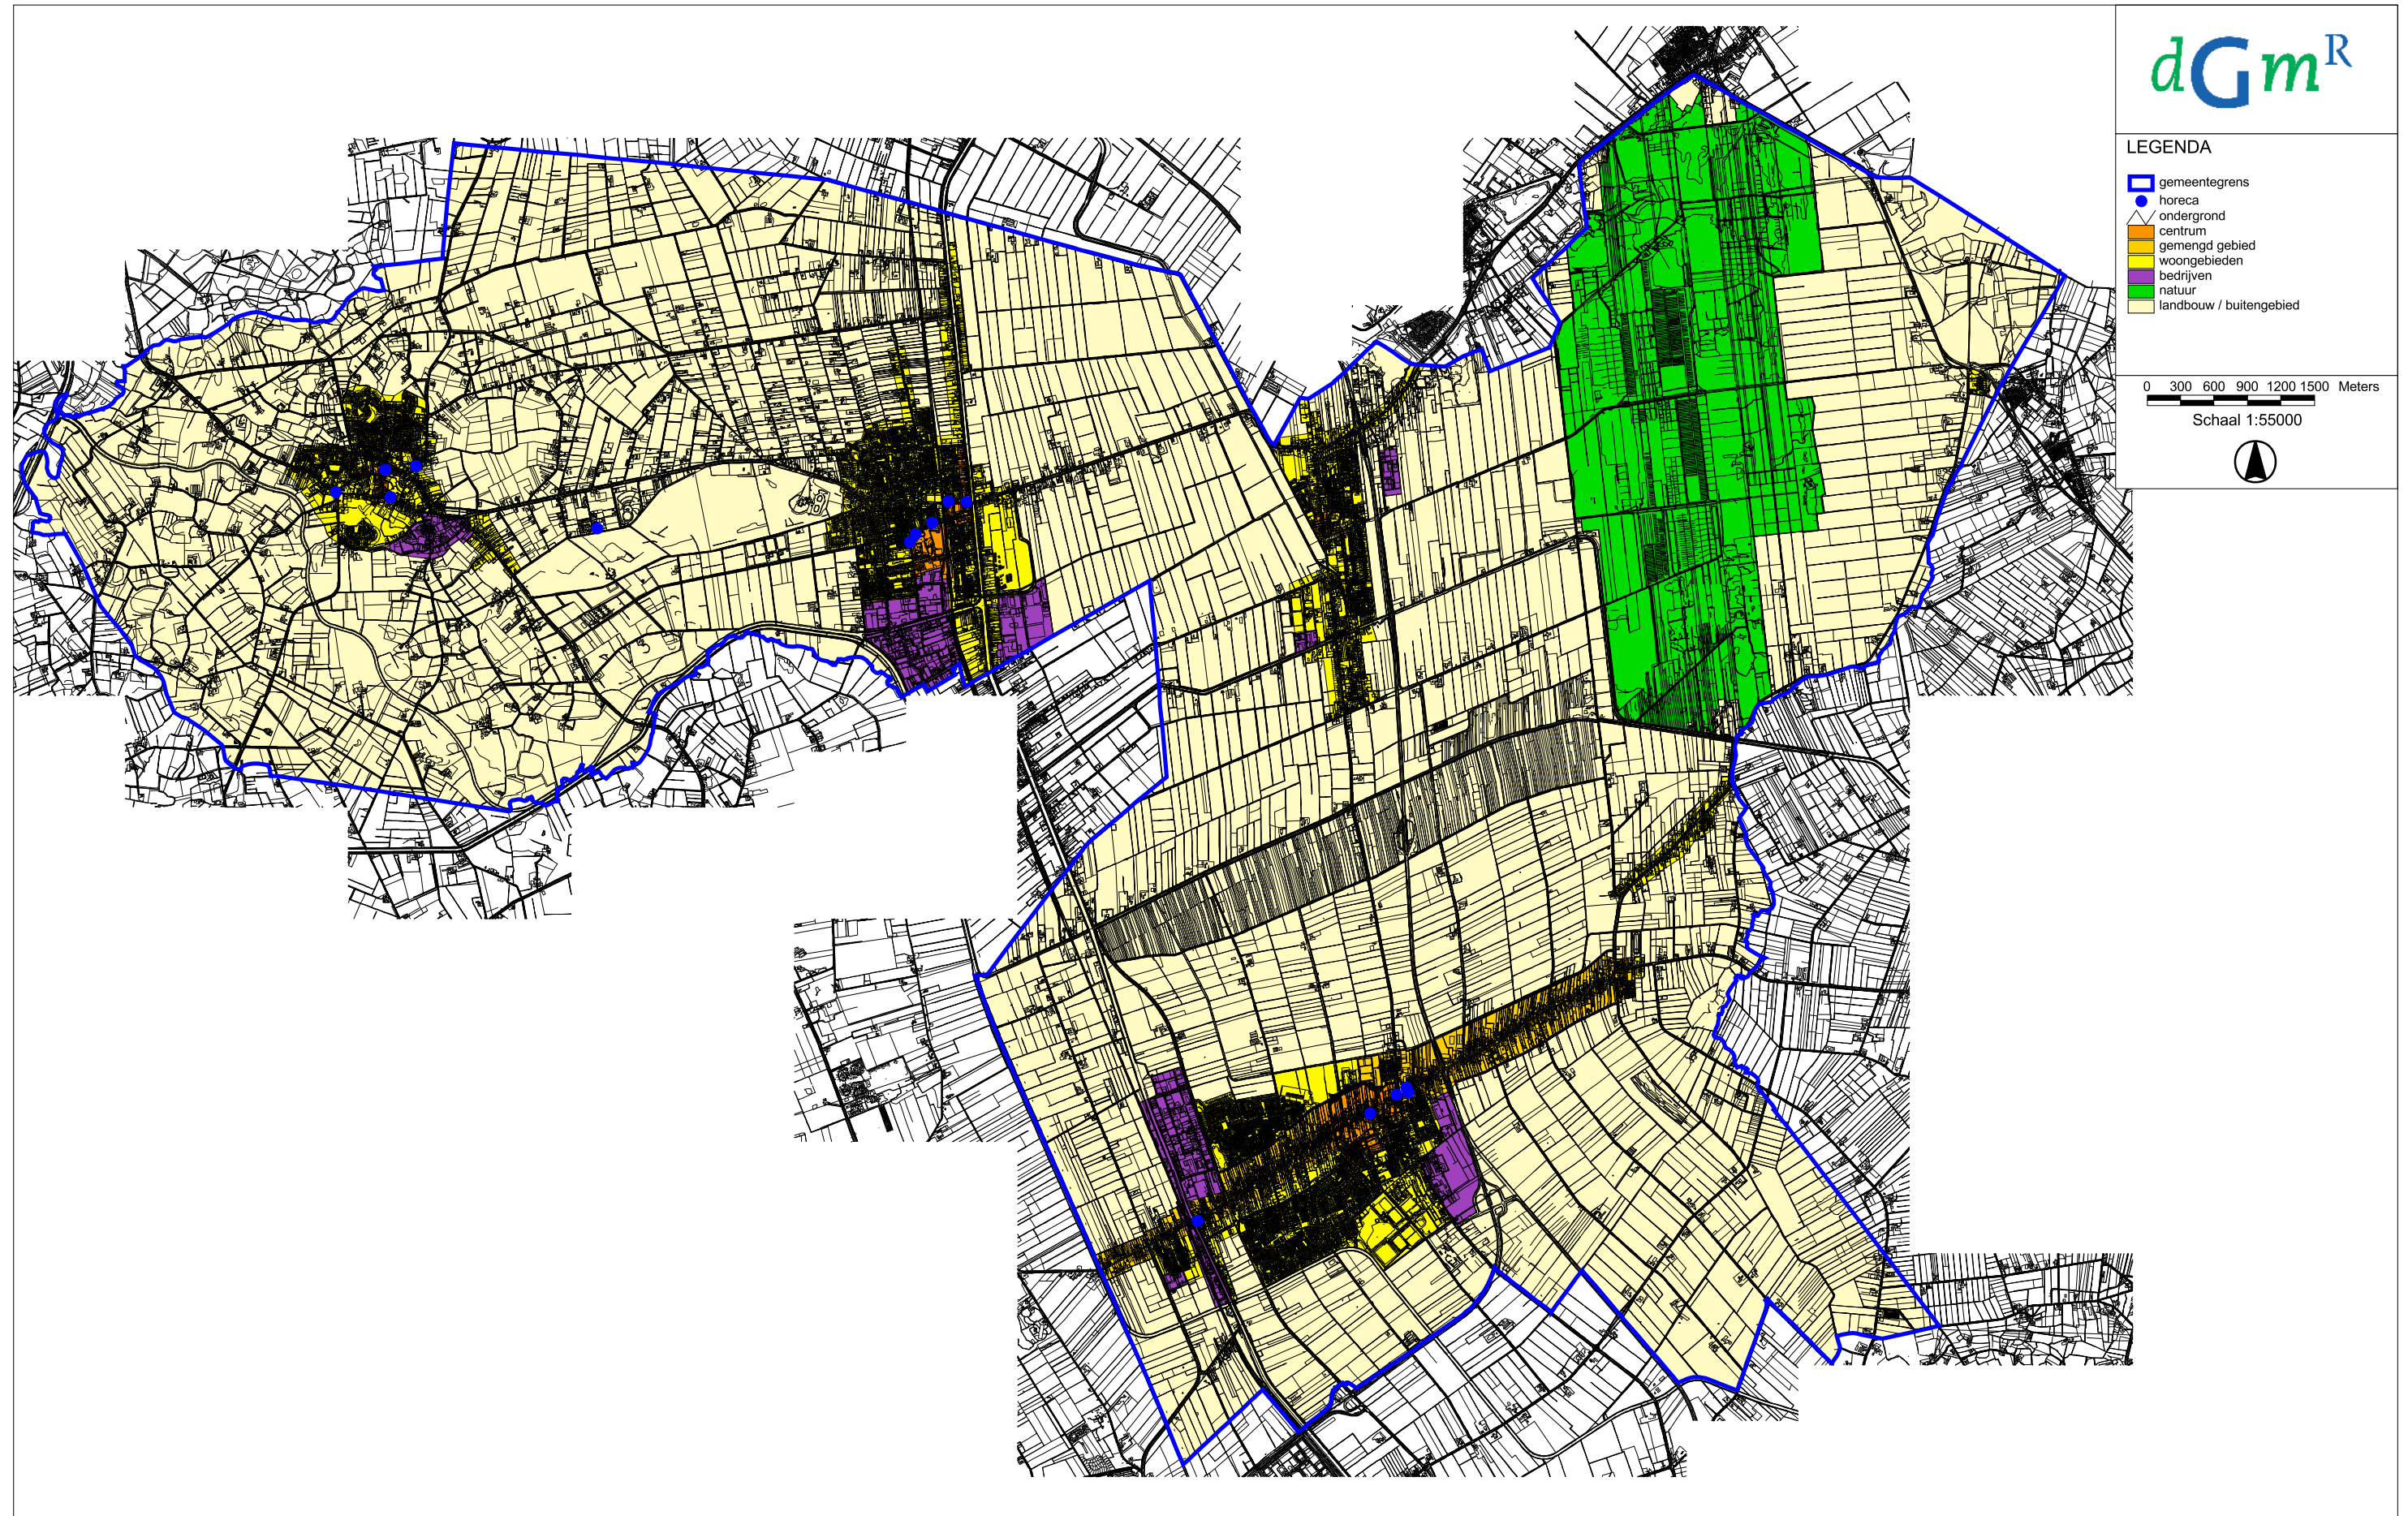 dGmR
LEGENDA
gemeentegrens
horeca
ondergrond
centrum
gemengd gebied
woongebieden
bedrijven
natuur
landbouw / buitengebied
0 300 600 900 1200 1500 Meters
Schaal 1:55000